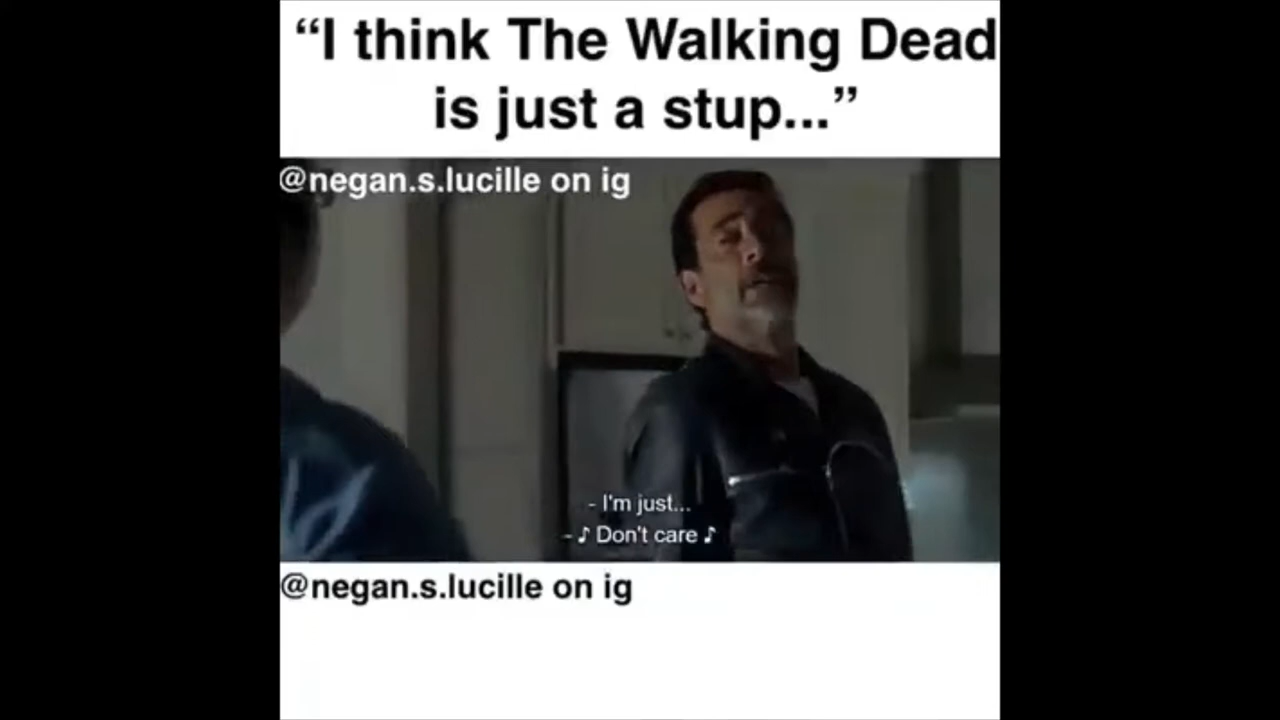 “I think The Walking Dead
is just a stup...”
@negan.s.lucille on ig
- I'm just...
- ♪ Don't care ♪
@negan.s.lucille on ig